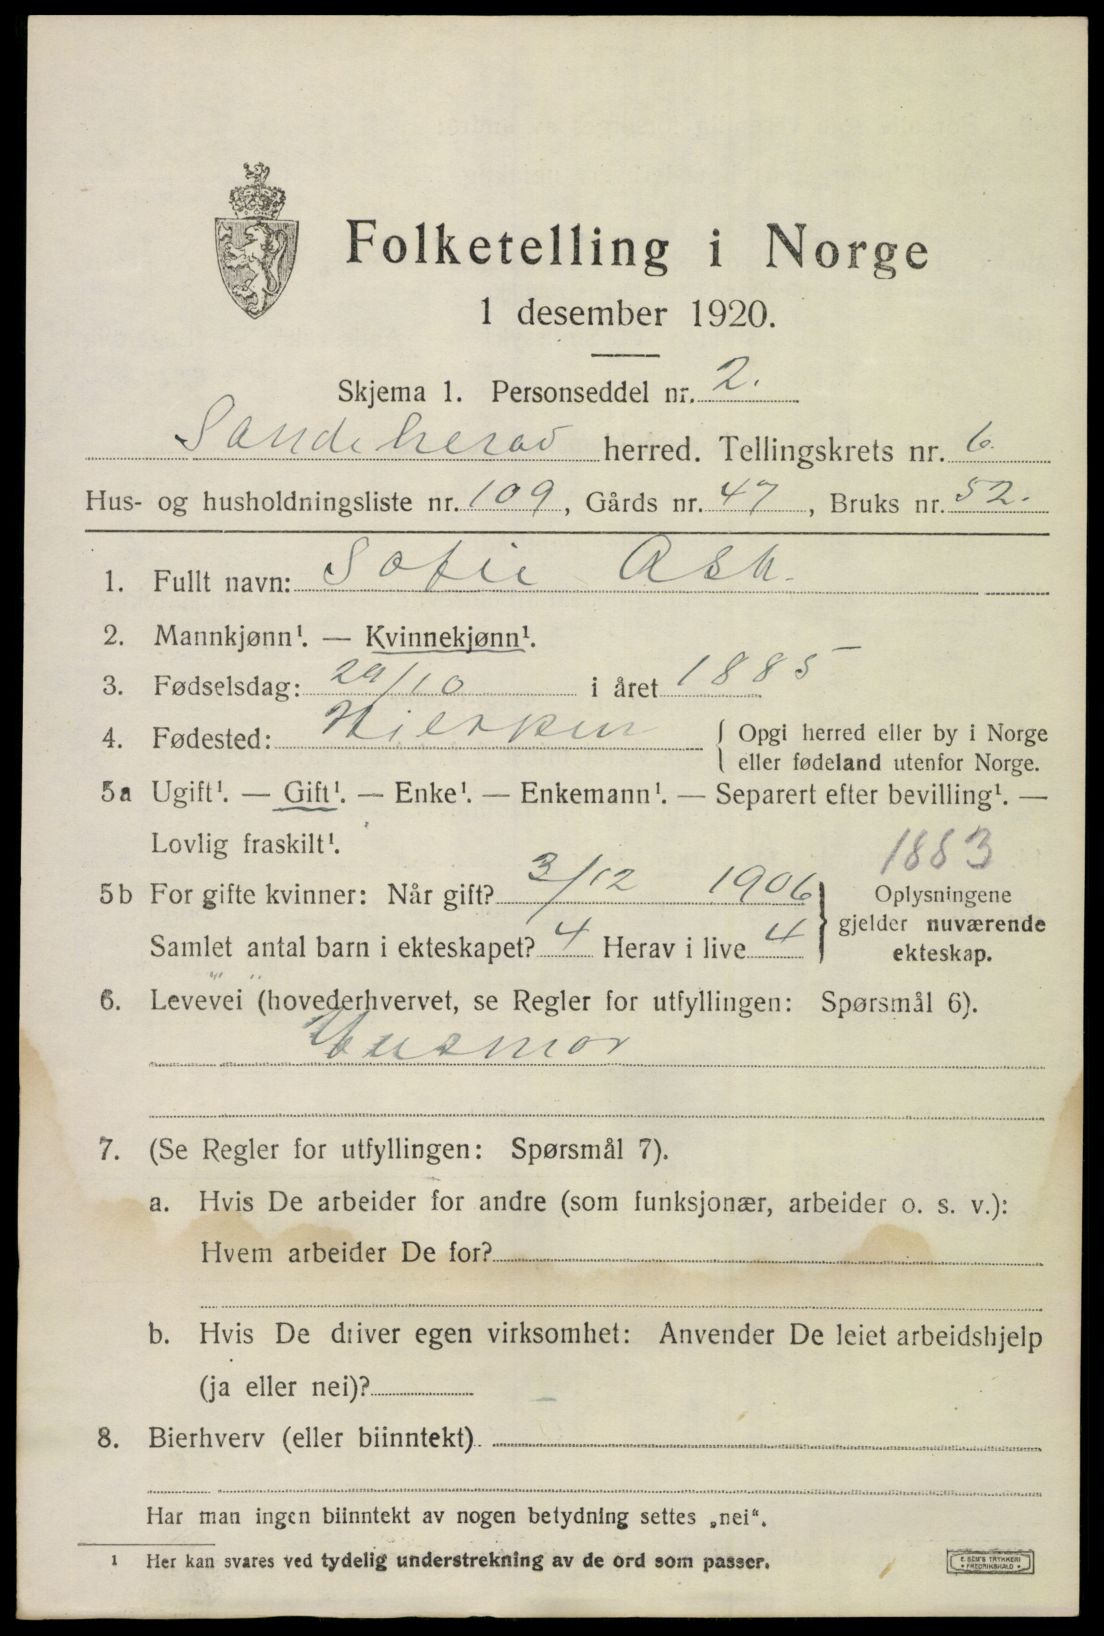 Folketelling i Norge
1 desember 1920.
Skjema 1. Personseddel nr. 2.
Sandeherad herred. Tellingskrets nr. 6
Hus- og husholdningsliste nr. 109, Gårds nr. 47, Bruks nr. 52.
1. Fullt navn: Sofie Ask.
2. Mannkjønn¹. — Kvinnekjønn¹.
3. Fødselsdag: 29/10 i året 1885
4. Fødested: { Opgi herred eller by i Norge
eller fødeland utenfor Norge.
5a Ugift¹. — Gift¹. — Enke¹. — Enkemann¹. — Separert efter bevilling¹. —
Lovlig fraskilt¹.
1883
5b For gifte kvinner: Når gift? 3/12 1906 } Oplysningene
gjelder nuværende
Samlet antal barn i ekteskapet? 4 Herav i live 4
ekteskap.
6. Levevei (hovederhvervet, se Regler for utfyllingen: Spørsmål 6).
Husmor
7. (Se Regler for utfyllingen: Spørsmål 7).
a. Hvis De arbeider for andre (som funksjonær, arbeider o. s. v.):
Hvem arbeider De for?
b. Hvis De driver egen virksomhet: Anvender De leiet arbeidshjelp
(ja eller nei)?
8. Bierhverv (eller biinntekt)
Har man ingen biinntekt av nogen betydning settes „nei“.
¹ Her kan svares ved tydelig understrekning av de ord som passer.
E. SEM'S TRYKKERI
• FREDRIKSHALD •